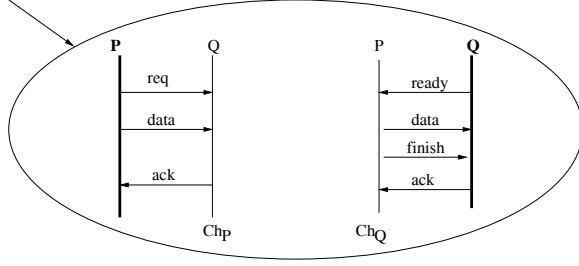 P Q P Q
req ready
data data
finish
ack ack
ChP ChQ